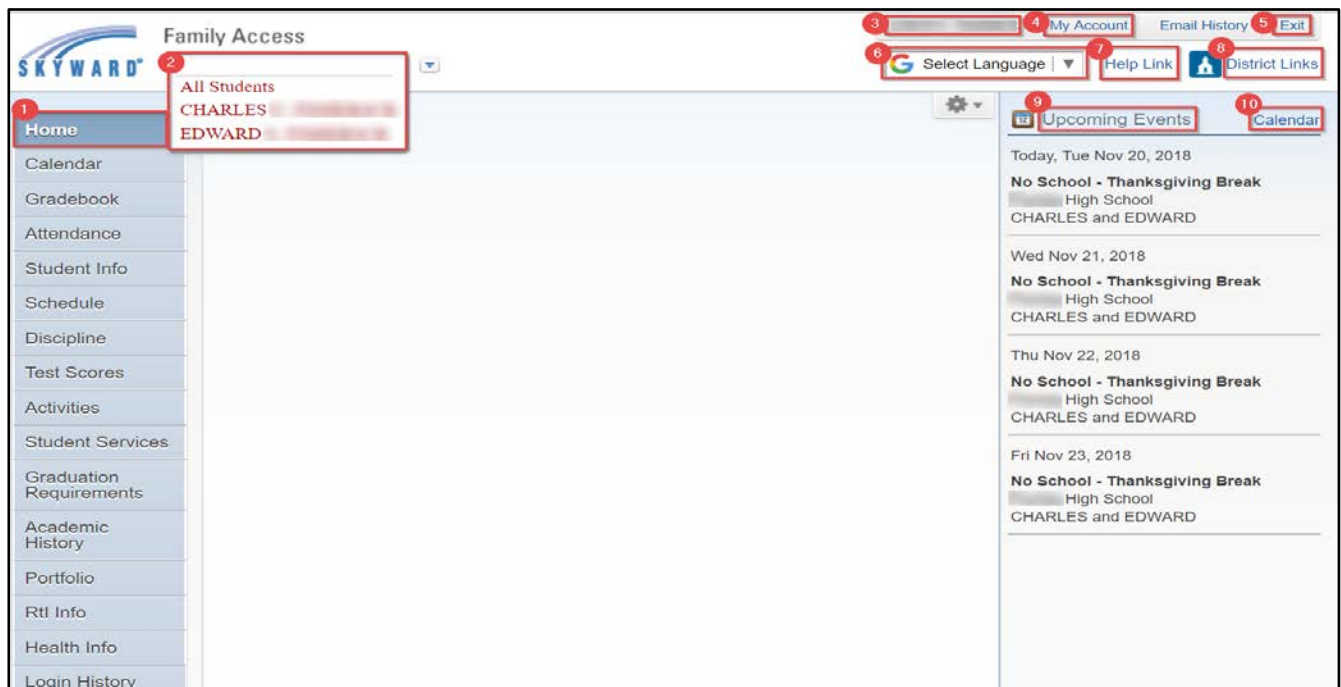 Family Access
SKYWARD®
3
4 My Account
Email History
5 Exit
6 G Select Language | ▼
7 Help Link
8 District Links
2
All Students
CHARLES
EDWARD
1
Home
Calendar
Gradebook
Attendance
Student Info
Schedule
Discipline
Test Scores
Activities
Student Services
Graduation
Requirements
Academic
History
Portfolio
RtI Info
Health Info
Login History
9 12 Upcoming Events
10 Calendar
Today, Tue Nov 20, 2018
No School - Thanksgiving Break
High School
CHARLES and EDWARD
Wed Nov 21, 2018
No School - Thanksgiving Break
High School
CHARLES and EDWARD
Thu Nov 22, 2018
No School - Thanksgiving Break
High School
CHARLES and EDWARD
Fri Nov 23, 2018
No School - Thanksgiving Break
High School
CHARLES and EDWARD